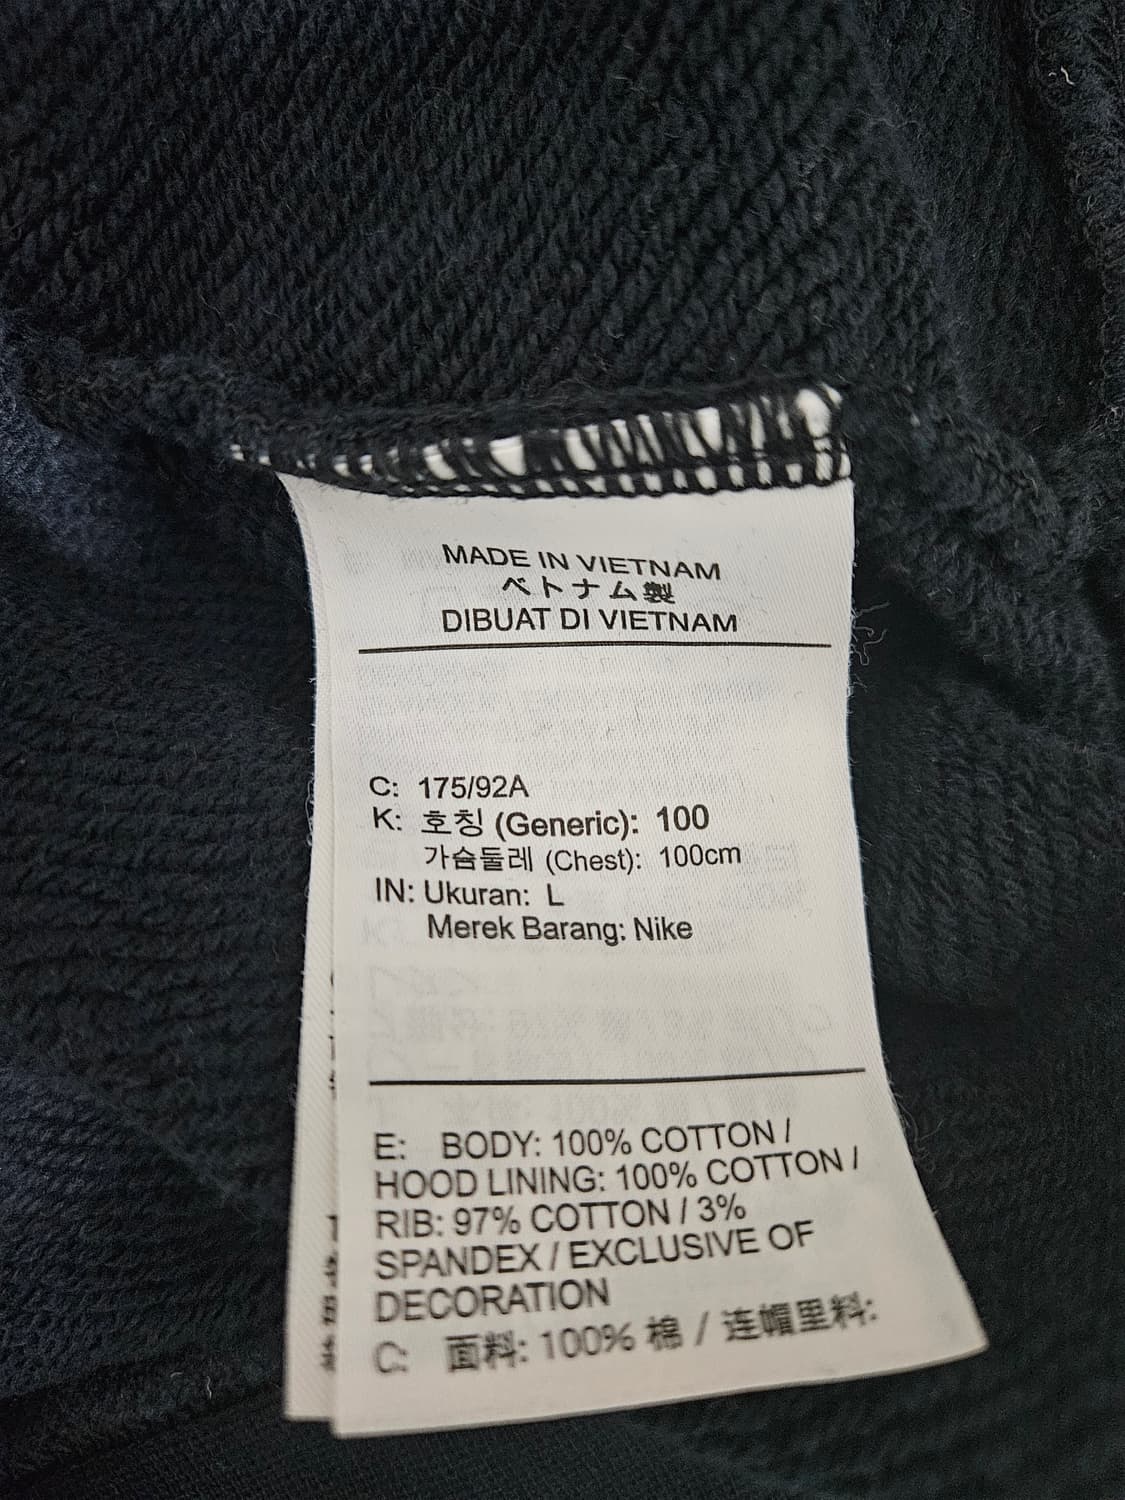 MADE IN VIETNAM
ベトナム製
DIBUAT DI VIETNAM
C: 175/92A
K: 호칭 (Generic): 100
가슴둘레 (Chest): 100cm
IN: Ukuran: L
Merek Barang: Nike
E: BODY: 100% COTTON /
HOOD LINING: 100% COTTON /
RIB: 97% COTTON / 3%
SPANDEX / EXCLUSIVE OF
DECORATION
C: 面料: 100% 棉 / 连帽里料: